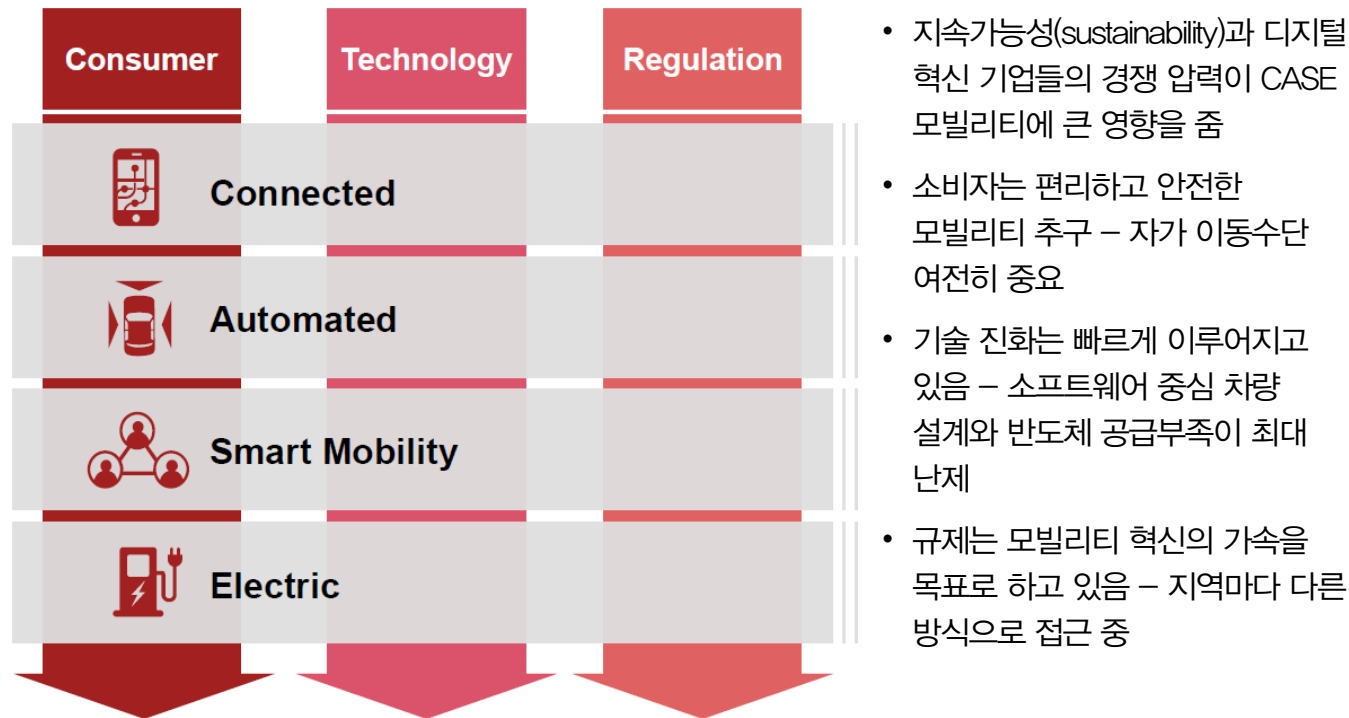 Consumer
Technology
Regulation
Connected
Automated
Smart Mobility
Electric
• 지속가능성(sustainability)과 디지털
혁신 기업들의 경쟁 압력이 CASE
모빌리티에 큰 영향을 줌
• 소비자는 편리하고 안전한
모빌리티 추구 – 자가 이동수단
여전히 중요
• 기술 진화는 빠르게 이루어지고
있음 – 소프트웨어 중심 차량
설계와 반도체 공급부족이 최대
난제
• 규제는 모빌리티 혁신의 가속을
목표로 하고 있음 – 지역마다 다른
방식으로 접근 중